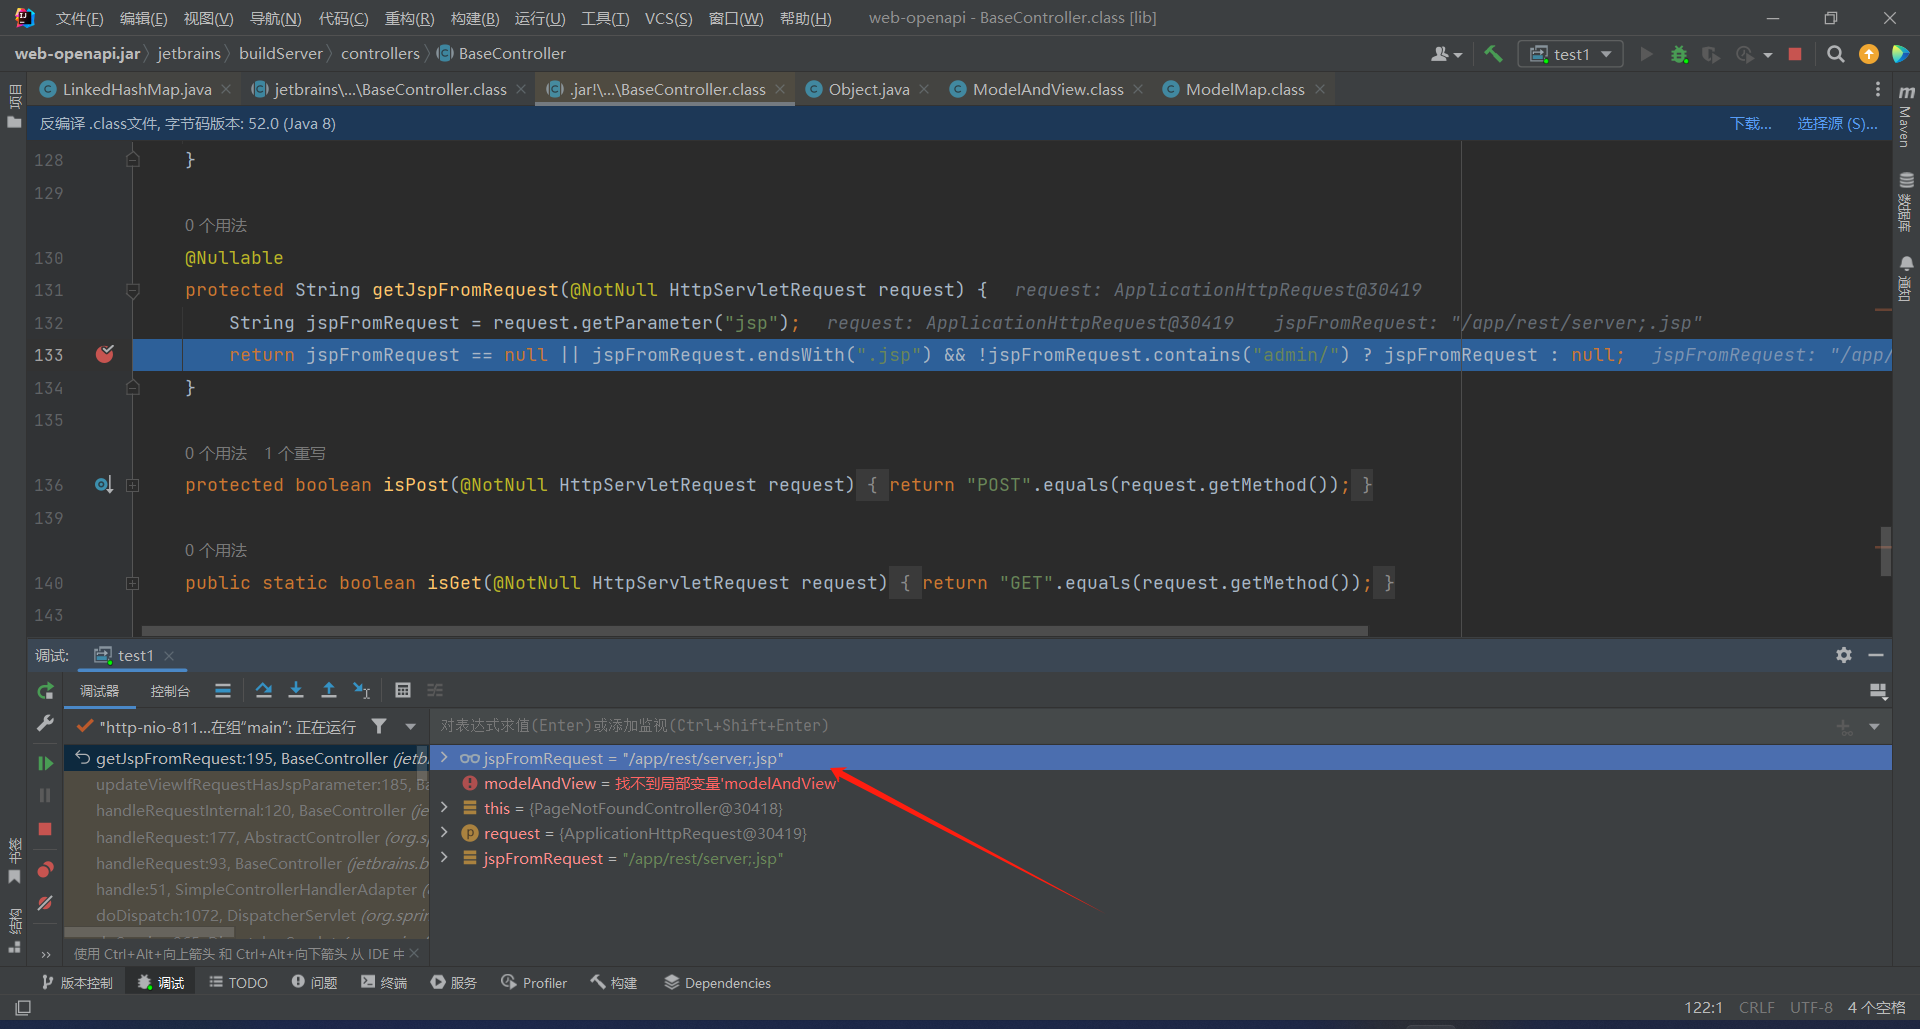 文件(F) 编辑(E) 视图(V) 导航(N) 代码(C) 重构(R) 构建(B) 运行(U) 工具(T) VCS(S) 窗口(W) 帮助(H) web-openapi - BaseController.class [lib]
web-openapi.jar jetbrains buildServer controllers BaseController test1
LinkedHashMap.java jetbrains\...\BaseController.class .jar!\...\BaseController.class Object.java ModelAndView.class ModelMap.class
反编译 .class文件, 字节码版本: 52.0 (Java 8) 下载... 选择源 (S)...
项目
Maven
数据库
通知
128 }
129
0 个用法
130 @Nullable
131 protected String getJspFromRequest(@NotNull HttpServletRequest request) { request: ApplicationHttpRequest@30419
132 String jspFromRequest = request.getParameter("jsp"); request: ApplicationHttpRequest@30419 jspFromRequest: "/app/rest/server;.jsp"
133 return jspFromRequest == null || jspFromRequest.endsWith(".jsp") && !jspFromRequest.contains("admin/") ? jspFromRequest : null; jspFromRequest: "/app/
134 }
135
0 个用法 1 个重写
136 protected boolean isPost(@NotNull HttpServletRequest request) { return "POST".equals(request.getMethod()); }
139
0 个用法
140 public static boolean isGet(@NotNull HttpServletRequest request) { return "GET".equals(request.getMethod()); }
143
调试: test1
调试器 控制台
"http-nio-811...在组"main": 正在运行 对表达式求值(Enter)或添加监视(Ctrl+Shift+Enter)
getJspFromRequest:195, BaseController (jetb
updateViewIfRequestHasJspParameter:185, Ba
handleRequestInternal:120, BaseController (je
handleRequest:177, AbstractController (org.s
handleRequest:93, BaseController (jetbrains.b
handle:51, SimpleControllerHandlerAdapter (
doDispatch:1072, DispatcherServlet (org.sprin
jspFromRequest = "/app/rest/server;.jsp"
modelAndView = 找不到局部变量'modelAndView'
this = {PageNotFoundController@30418}
request = {ApplicationHttpRequest@30419}
jspFromRequest = "/app/rest/server;.jsp"
书签
结构
使用 Ctrl+Alt+向上箭头 和 Ctrl+Alt+向下箭头 从 IDE 中
版本控制 调试 TODO 问题 终端 服务 Profiler 构建 Dependencies
122:1 CRLF UTF-8 4 个空格